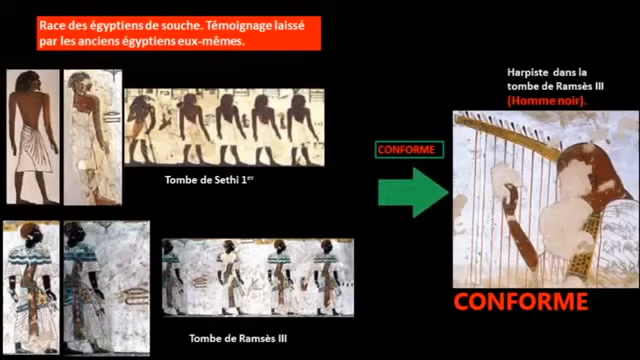 Race des égyptiens de souche. Témoignage laissé
par les anciens égyptiens eux-mêmes.
Harpiste dans la
tombe de Ramsès III
(Homme noir).
CONFORME
Tombe de Sethi 1er
Tombe de Ramsès III
CONFORME